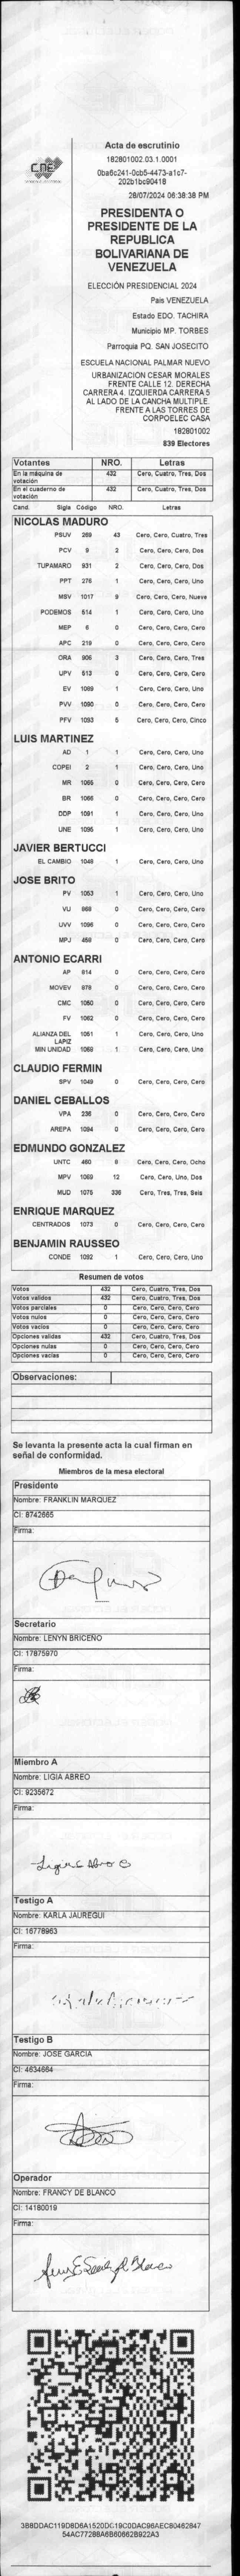 CNE
Acta de escrutinio
182801002.03.1.0001
0ba6c241-0cb5-4473-a1c7-
202b1bc90418
28/07/2024 06:38:38 PM
PRESIDENTA O
PRESIDENTE DE LA
REPUBLICA
BOLIVARIANA DE
VENEZUELA
ELECCIÓN PRESIDENCIAL 2024
País VENEZUELA
Estado EDO. TACHIRA
Municipio MP. TORBES
Parroquia PQ. SAN JOSECITO
ESCUELA NACIONAL PALMAR NUEVO
URBANIZACION CESAR MORALES
FRENTE CALLE 12. DERECHA
CARRERA 4. IZQUIERDA CARRERA 5
AL LADO DE LA CANCHA MULTIPLE.
FRENTE A LAS TORRES DE
CORPOELEC CASA
182801002
839 Electores
Votantes NRO. Letras
En la máquina de votación 432 Cero, Cuatro, Tres, Dos
En el cuaderno de votación 432 Cero, Cuatro, Tres, Dos
Cand. Sigla Código NRO. Letras
NICOLAS MADURO
PSUV 269 43 Cero, Cero, Cuatro, Tres
PCV 9 2 Cero, Cero, Cero, Dos
TUPAMARO 931 2 Cero, Cero, Cero, Dos
PPT 276 1 Cero, Cero, Cero, Uno
MSV 1017 9 Cero, Cero, Cero, Nueve
PODEMOS 514 1 Cero, Cero, Cero, Uno
MEP 6 0 Cero, Cero, Cero, Cero
APC 219 0 Cero, Cero, Cero, Cero
ORA 906 3 Cero, Cero, Cero, Tres
UPV 513 0 Cero, Cero, Cero, Cero
EV 1089 1 Cero, Cero, Cero, Uno
PVV 1090 0 Cero, Cero, Cero, Cero
PFV 1093 5 Cero, Cero, Cero, Cinco
LUIS MARTINEZ
AD 1 1 Cero, Cero, Cero, Uno
COPEI 2 1 Cero, Cero, Cero, Uno
MR 1065 0 Cero, Cero, Cero, Cero
BR 1066 0 Cero, Cero, Cero, Cero
DDP 1091 1 Cero, Cero, Cero, Uno
UNE 1095 1 Cero, Cero, Cero, Uno
JAVIER BERTUCCI
EL CAMBIO 1048 1 Cero, Cero, Cero, Uno
JOSE BRITO
PV 1053 1 Cero, Cero, Cero, Uno
VU 868 0 Cero, Cero, Cero, Cero
UVV 1096 0 Cero, Cero, Cero, Cero
MPJ 458 0 Cero, Cero, Cero, Cero
ANTONIO ECARRI
AP 914 0 Cero, Cero, Cero, Cero
MOVEV 878 0 Cero, Cero, Cero, Cero
CMC 1050 0 Cero, Cero, Cero, Cero
FV 1062 0 Cero, Cero, Cero, Cero
ALIANZA DEL LAPIZ 1051 1 Cero, Cero, Cero, Uno
MIN UNIDAD 1069 1 Cero, Cero, Cero, Uno
CLAUDIO FERMIN
SPV 1049 0 Cero, Cero, Cero, Cero
DANIEL CEBALLOS
VPA 236 0 Cero, Cero, Cero, Cero
AREPA 1094 0 Cero, Cero, Cero, Cero
EDMUNDO GONZALEZ
UNTC 460 8 Cero, Cero, Cero, Ocho
MPV 1059 12 Cero, Cero, Uno, Dos
MUD 1075 336 Cero, Tres, Tres, Seis
ENRIQUE MARQUEZ
CENTRADOS 1073 0 Cero, Cero, Cero, Cero
BENJAMIN RAUSSEO
CONDE 1092 1 Cero, Cero, Cero, Uno
Resumen de votos
Votos 432 Cero, Cuatro, Tres, Dos
Votos validos 432 Cero, Cuatro, Tres, Dos
Votos parciales 0 Cero, Cero, Cero, Cero
Votos nulos 0 Cero, Cero, Cero, Cero
Votos vacios 0 Cero, Cero, Cero, Cero
Opciones validas 432 Cero, Cuatro, Tres, Dos
Opciones nulas 0 Cero, Cero, Cero, Cero
Opciones vacias 0 Cero, Cero, Cero, Cero
Observaciones:
Se levanta la presente acta la cual firman en
señal de conformidad.
Miembros de la mesa electoral
Presidente
Nombre: FRANKLIN MARQUEZ
CI: 8742665
Firma:
Secretario
Nombre: LENYN BRICENO
CI: 17875970
Firma:
Miembro A
Nombre: LIGIA ABREO
CI: 9235672
Firma:
Ligia C Abreo
Testigo A
Nombre: KARLA JAUREGUI
CI: 16778963
Firma:
Testigo B
Nombre: JOSE GARCIA
CI: 4634664
Firma:
Operador
Nombre: FRANCY DE BLANCO
CI: 14180019
Firma:
3B8DDAC119D8D6A1520DC19C0DAC98AEC80462847
54AC77288A6B60662B922A3